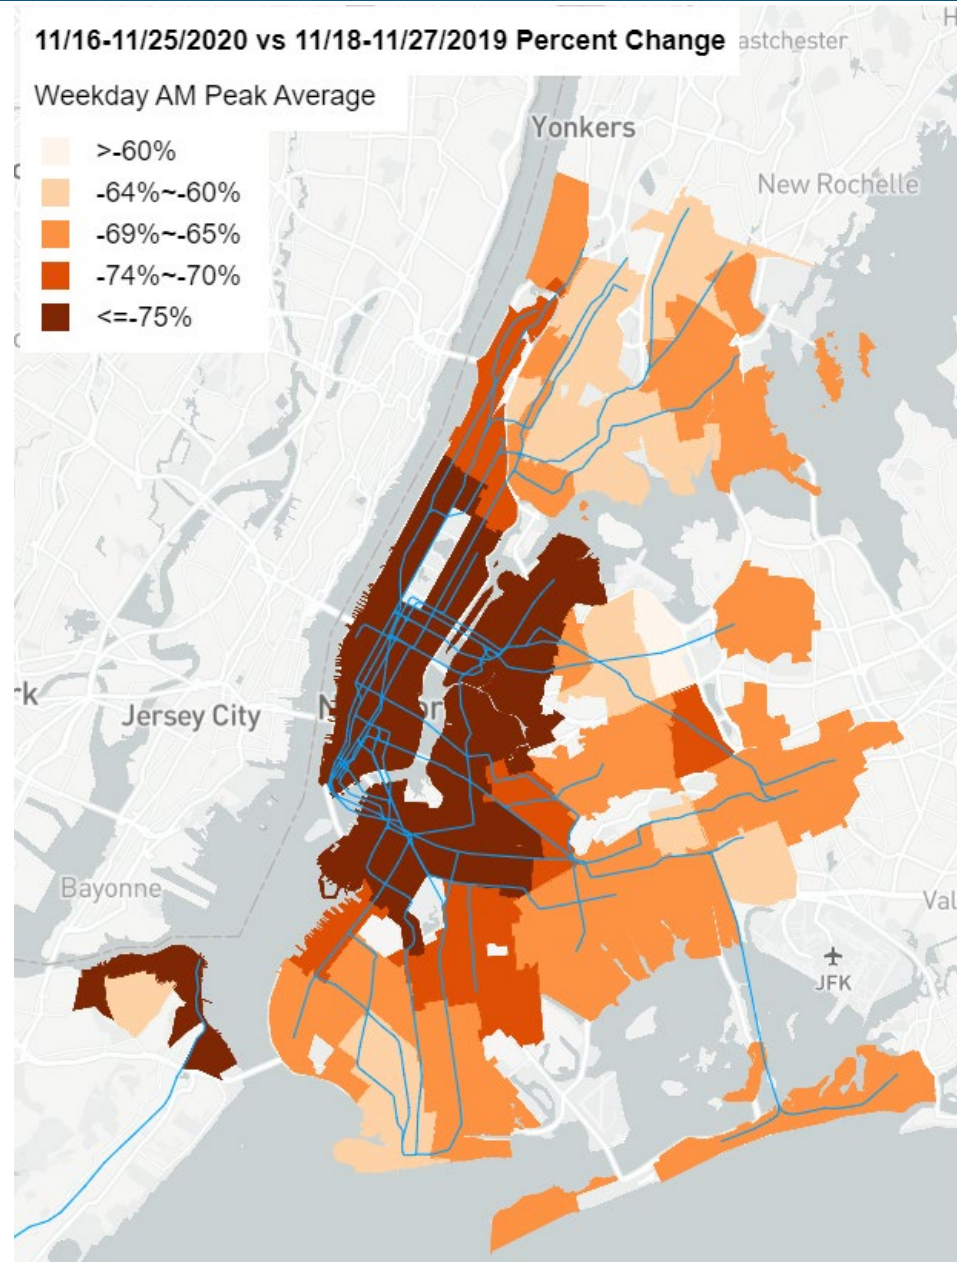 11/16-11/25/2020 vs 11/18-11/27/2019 Percent Change
astchester
Weekday AM Peak Average
>-60%
-64%~-60%
-69%~-65%
-74%~-70%
<=-75%
Yonkers
New Rochelle
rk
Jersey City
N
or
Bayonne
Val
JFK